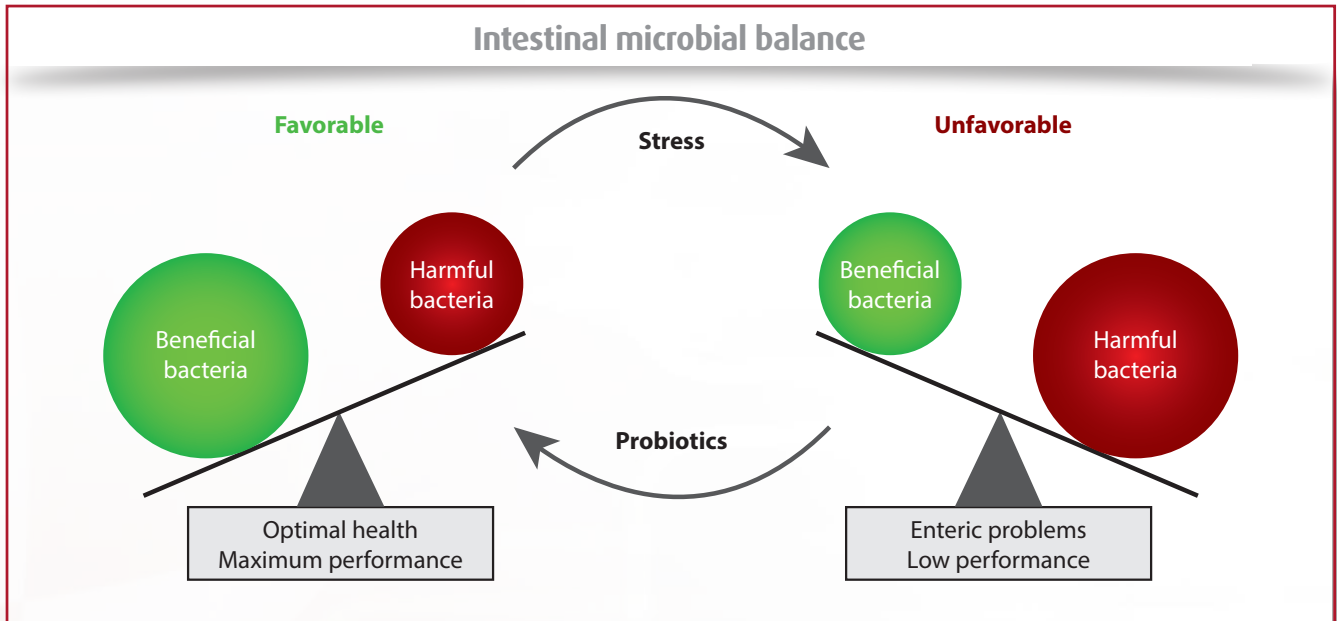 Intestinal microbial balance
Favorable
Stress
Unfavorable
Beneficial
bacteria
Harmful
bacteria
Beneficial
bacteria
Harmful
bacteria
Probiotics
Optimal health
Maximum performance
Enteric problems
Low performance